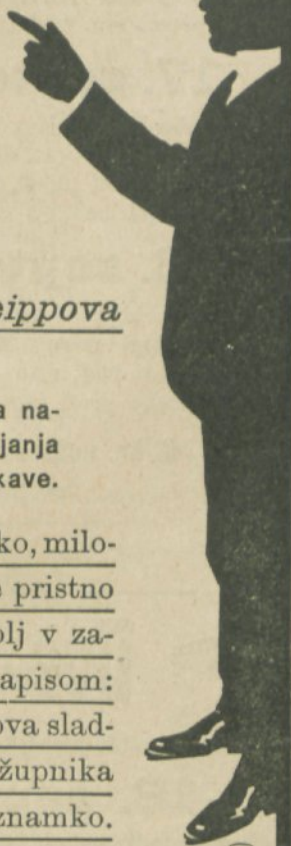 eippova
a na-
janja
kave.
ko, milo-
e pristno
olj v za-
apisom:
ova slad-
župnika
znamko.